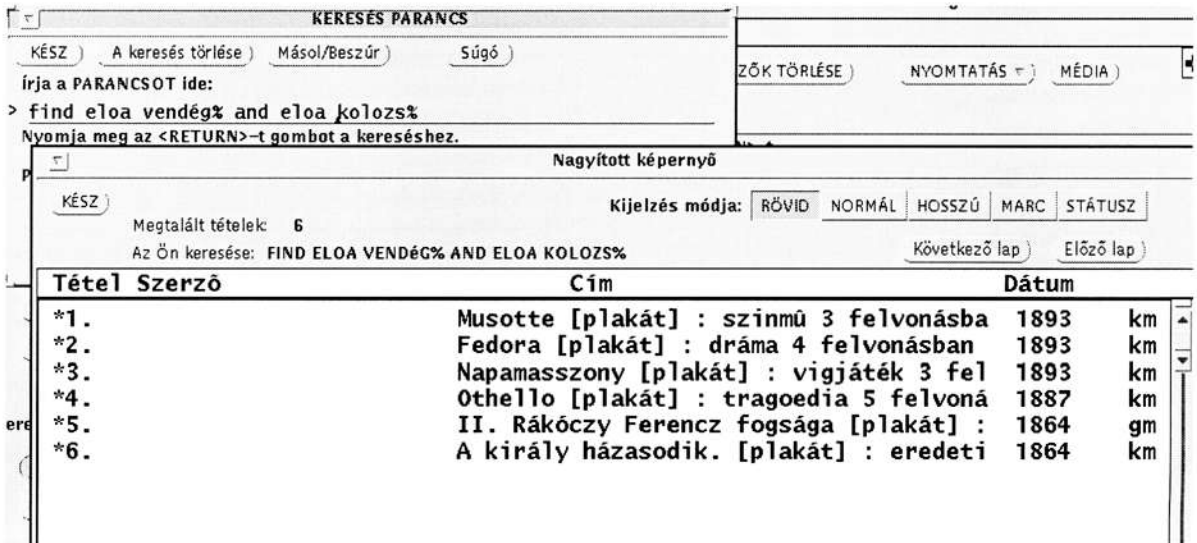 KERESÉS PARANCS
KÉSZ A keresés törlése Másol/Beszúr Súgó
írja a PARANCSOT ide:
> find eloa vendég% and eloa kolozs%
Nyomja meg az <RETURN>-t gombot a kereséshez.
TÖRLÉSE NYOMTATÁS MÉDIA
Nagyított képernyő
KÉSZ
Kijelzés módja: RÖVID NORMÁL HOSSZÚ MARC STÁTUSZ
Megtalált tételek: 6
Az Ön keresése: FIND ELOA VENDéG% AND ELOA KOLOZS%
Következő lap Előző lap
Tétel Szerzõ Cím Dátum
*1. Musotte [plakát] : szinmû 3 felvonásba 1893 km
*2. Fedora [plakát] : dráma 4 felvonásban 1893 km
*3. Napamasszony [plakát] : vigjáték 3 fel 1893 km
*4. Othello [plakát] : tragoedia 5 felvoná 1887 km
*5. II. Rákóczy Ferencz fogsága [plakát] : 1864 gm
*6. A király házasodik. [plakát] : eredeti 1864 km